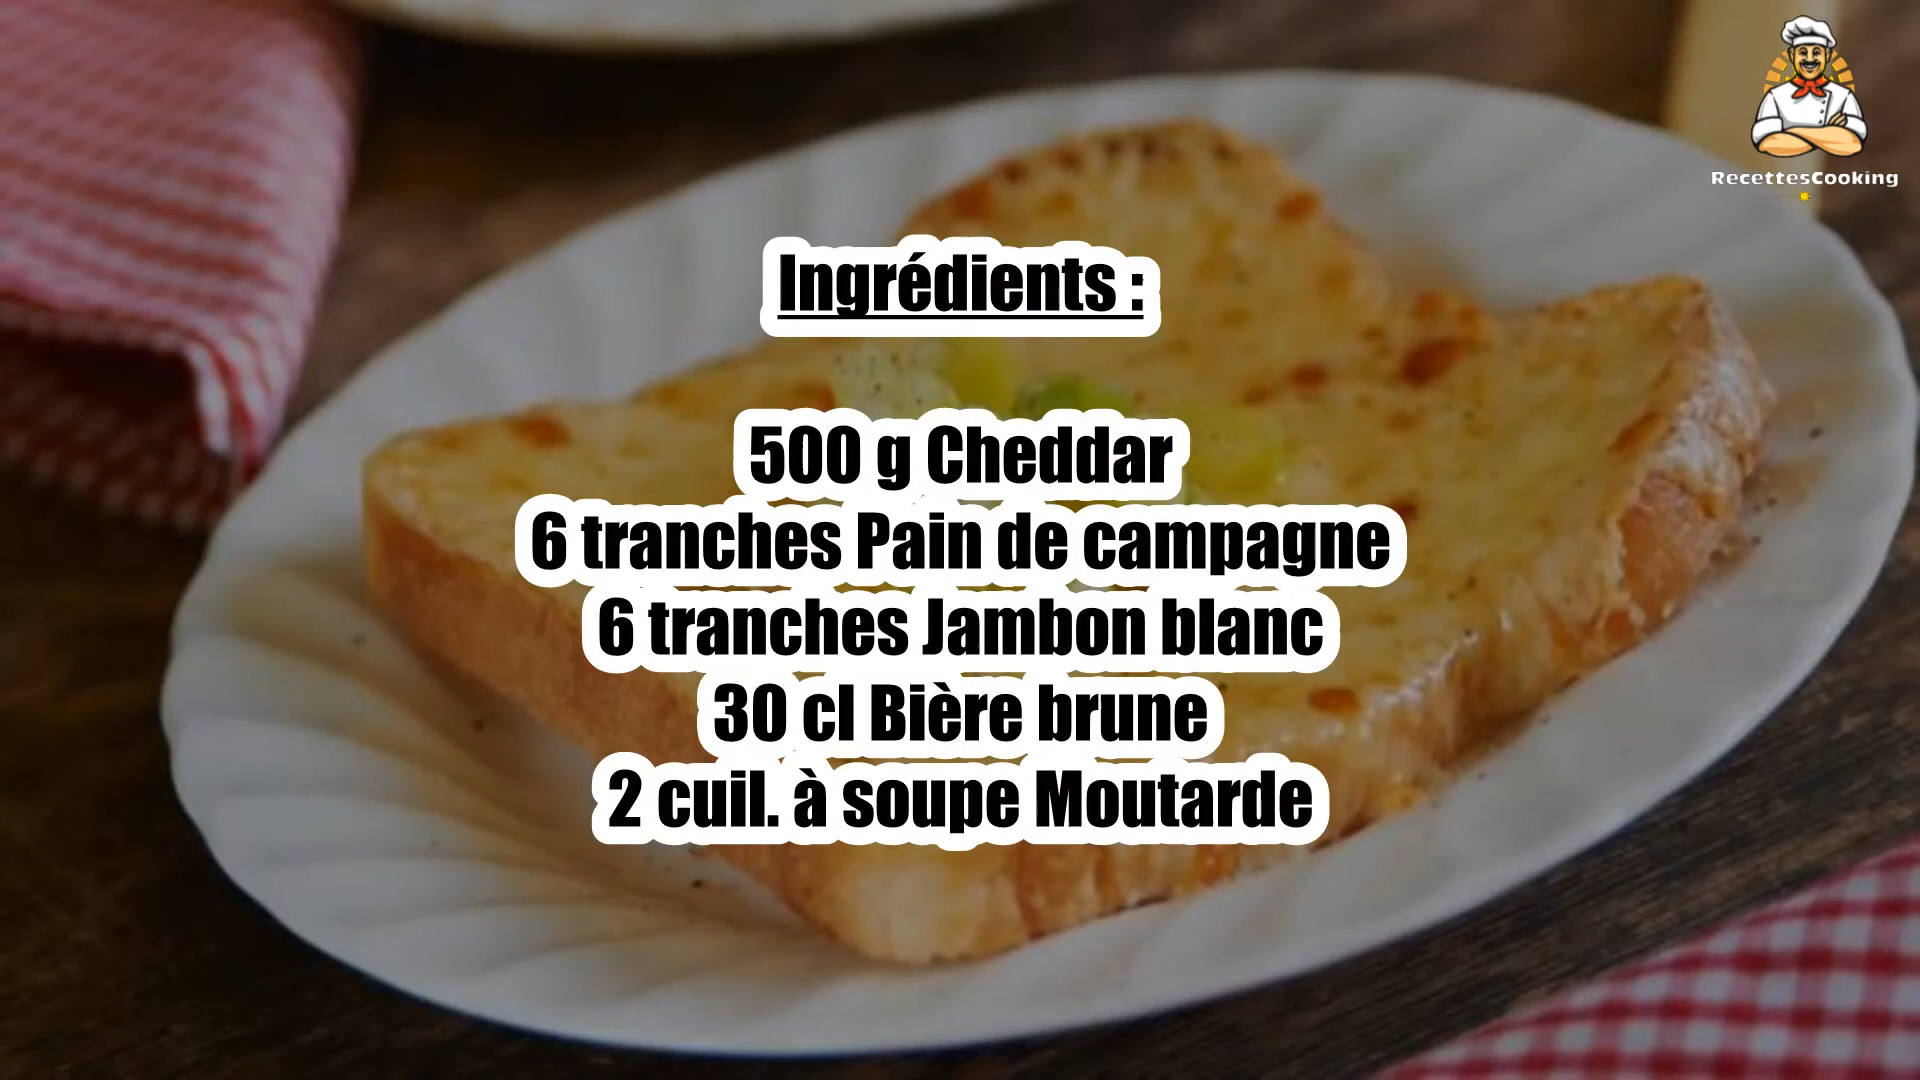 RecettesCooking
Ingrédients :
500 g Cheddar
6 tranches Pain de campagne
6 tranches Jambon blanc
30 cl Bière brune
2 cuil. à soupe Moutarde